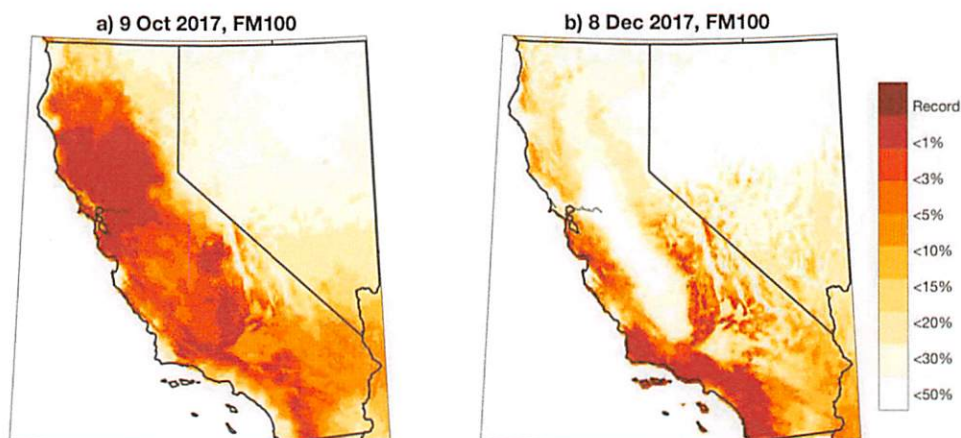 a) 9 Oct 2017, FM100
b) 8 Dec 2017, FM100
Record
<1%
<3%
<5%
<10%
<15%
<20%
<30%
<50%